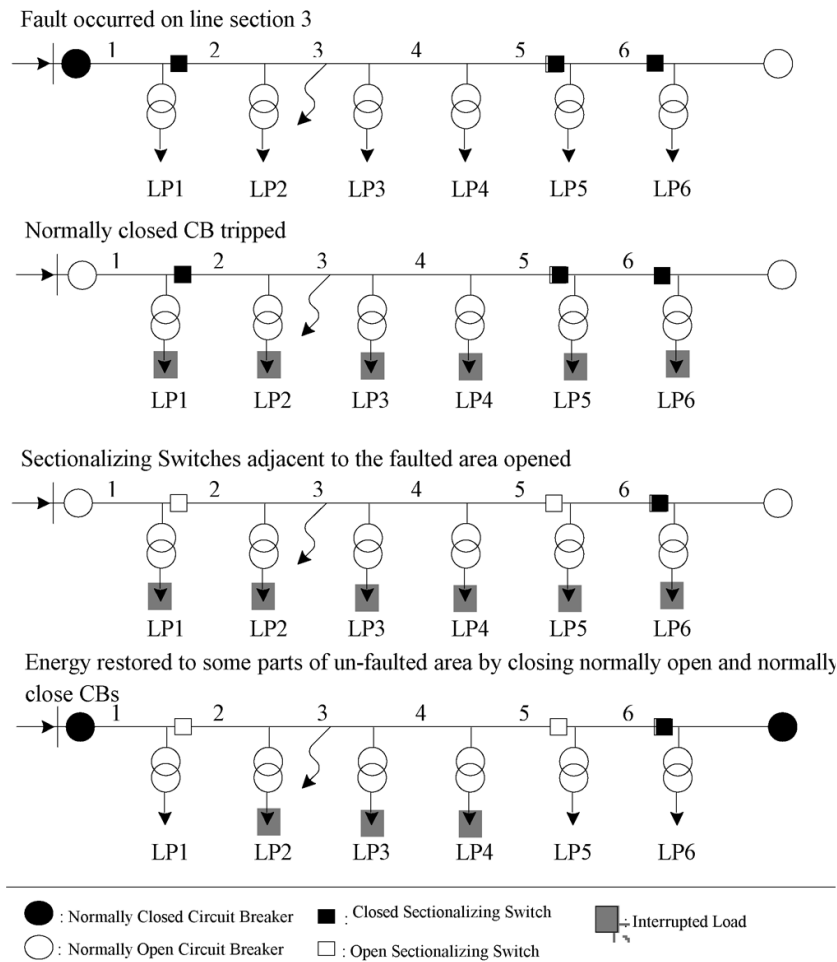 Fault occurred on line section 3
1 2 3 4 5 6
LP1 LP2 LP3 LP4 LP5 LP6
Normally closed CB tripped
1 2 3 4 5 6
LP1 LP2 LP3 LP4 LP5 LP6
Sectionalizing Switches adjacent to the faulted area opened
1 2 3 4 5 6
LP1 LP2 LP3 LP4 LP5 LP6
Energy restored to some parts of un-faulted area by closing normally open and normally
close CBs
1 2 3 4 5 6
LP1 LP2 LP3 LP4 LP5 LP6
: Normally Closed Circuit Breaker : Closed Sectionalizing Switch : Interrupted Load
: Normally Open Circuit Breaker : Open Sectionalizing Switch